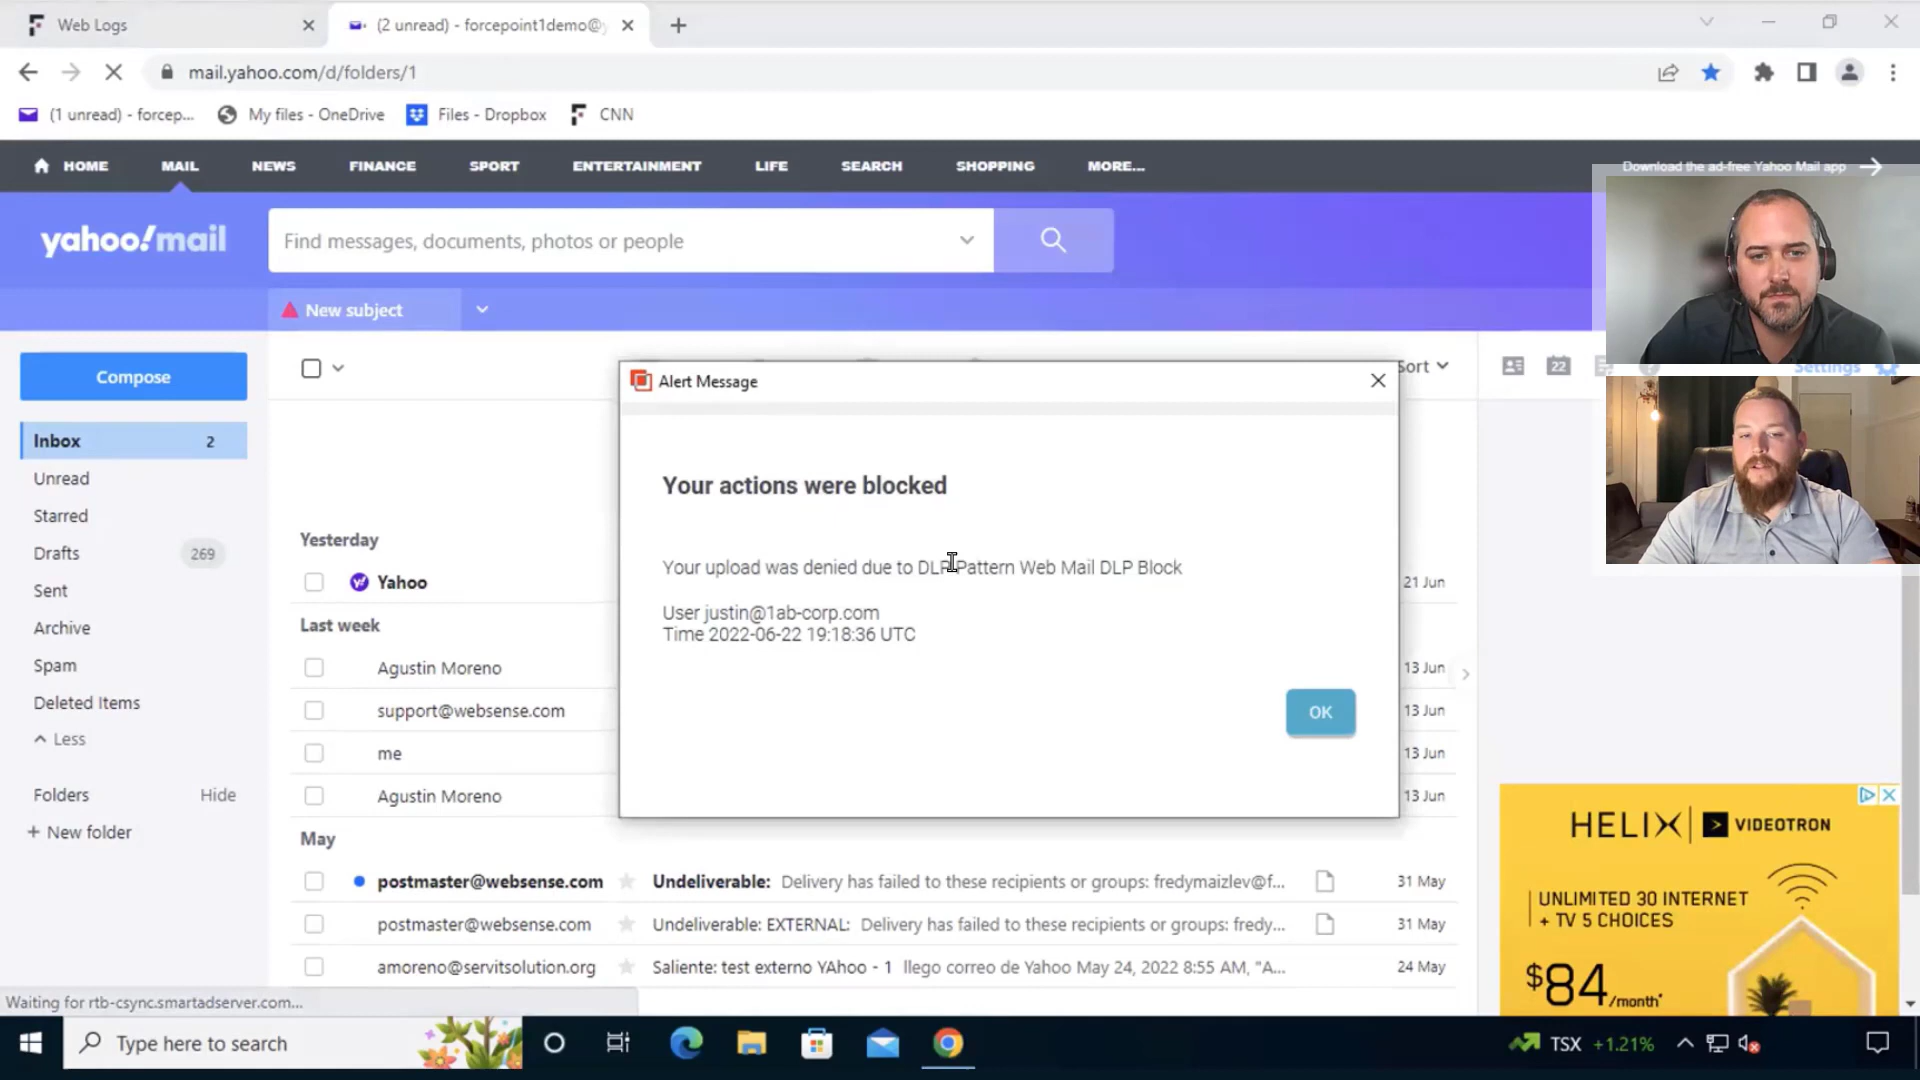 Web Logs
(2 unread) - forcepoint1demo@y
mail.yahoo.com/d/folders/1
(1 unread) - forcep...
My files - OneDrive
Files - Dropbox
CNN
HOME
MAIL
NEWS
FINANCE
SPORT
ENTERTAINMENT
LIFE
SEARCH
SHOPPING
MORE...
Download the ad-free Yahoo Mail app
yahoo!mail
Find messages, documents, photos or people
New subject
Compose
Sort
22
Settings
Alert Message
Your actions were blocked
Your upload was denied due to DLP Pattern Web Mail DLP Block
User justin@1ab-corp.com
Time 2022-06-22 19:18:36 UTC
OK
Inbox 2
Unread
Starred
Drafts 269
Sent
Archive
Spam
Deleted Items
Less
Folders Hide
+ New folder
Yesterday
Yahoo 21 Jun
Last week
Agustin Moreno 13 Jun
support@websense.com 13 Jun
me 13 Jun
Agustin Moreno 13 Jun
May
postmaster@websense.com Undeliverable: Delivery has failed to these recipients or groups: fredymaizlev@f... 31 May
postmaster@websense.com Undeliverable: EXTERNAL: Delivery has failed to these recipients or groups: fredy... 31 May
amoreno@servitsolution.org Saliente: test externo YAhoo - 1 llego correo de Yahoo May 24, 2022 8:55 AM, "A... 24 May
HELIX VIDEOTRON
UNLIMITED 30 INTERNET
+ TV 5 CHOICES
$84/month*
Waiting for rtb-csync.smartadserver.com...
Type here to search
TSX +1.21%